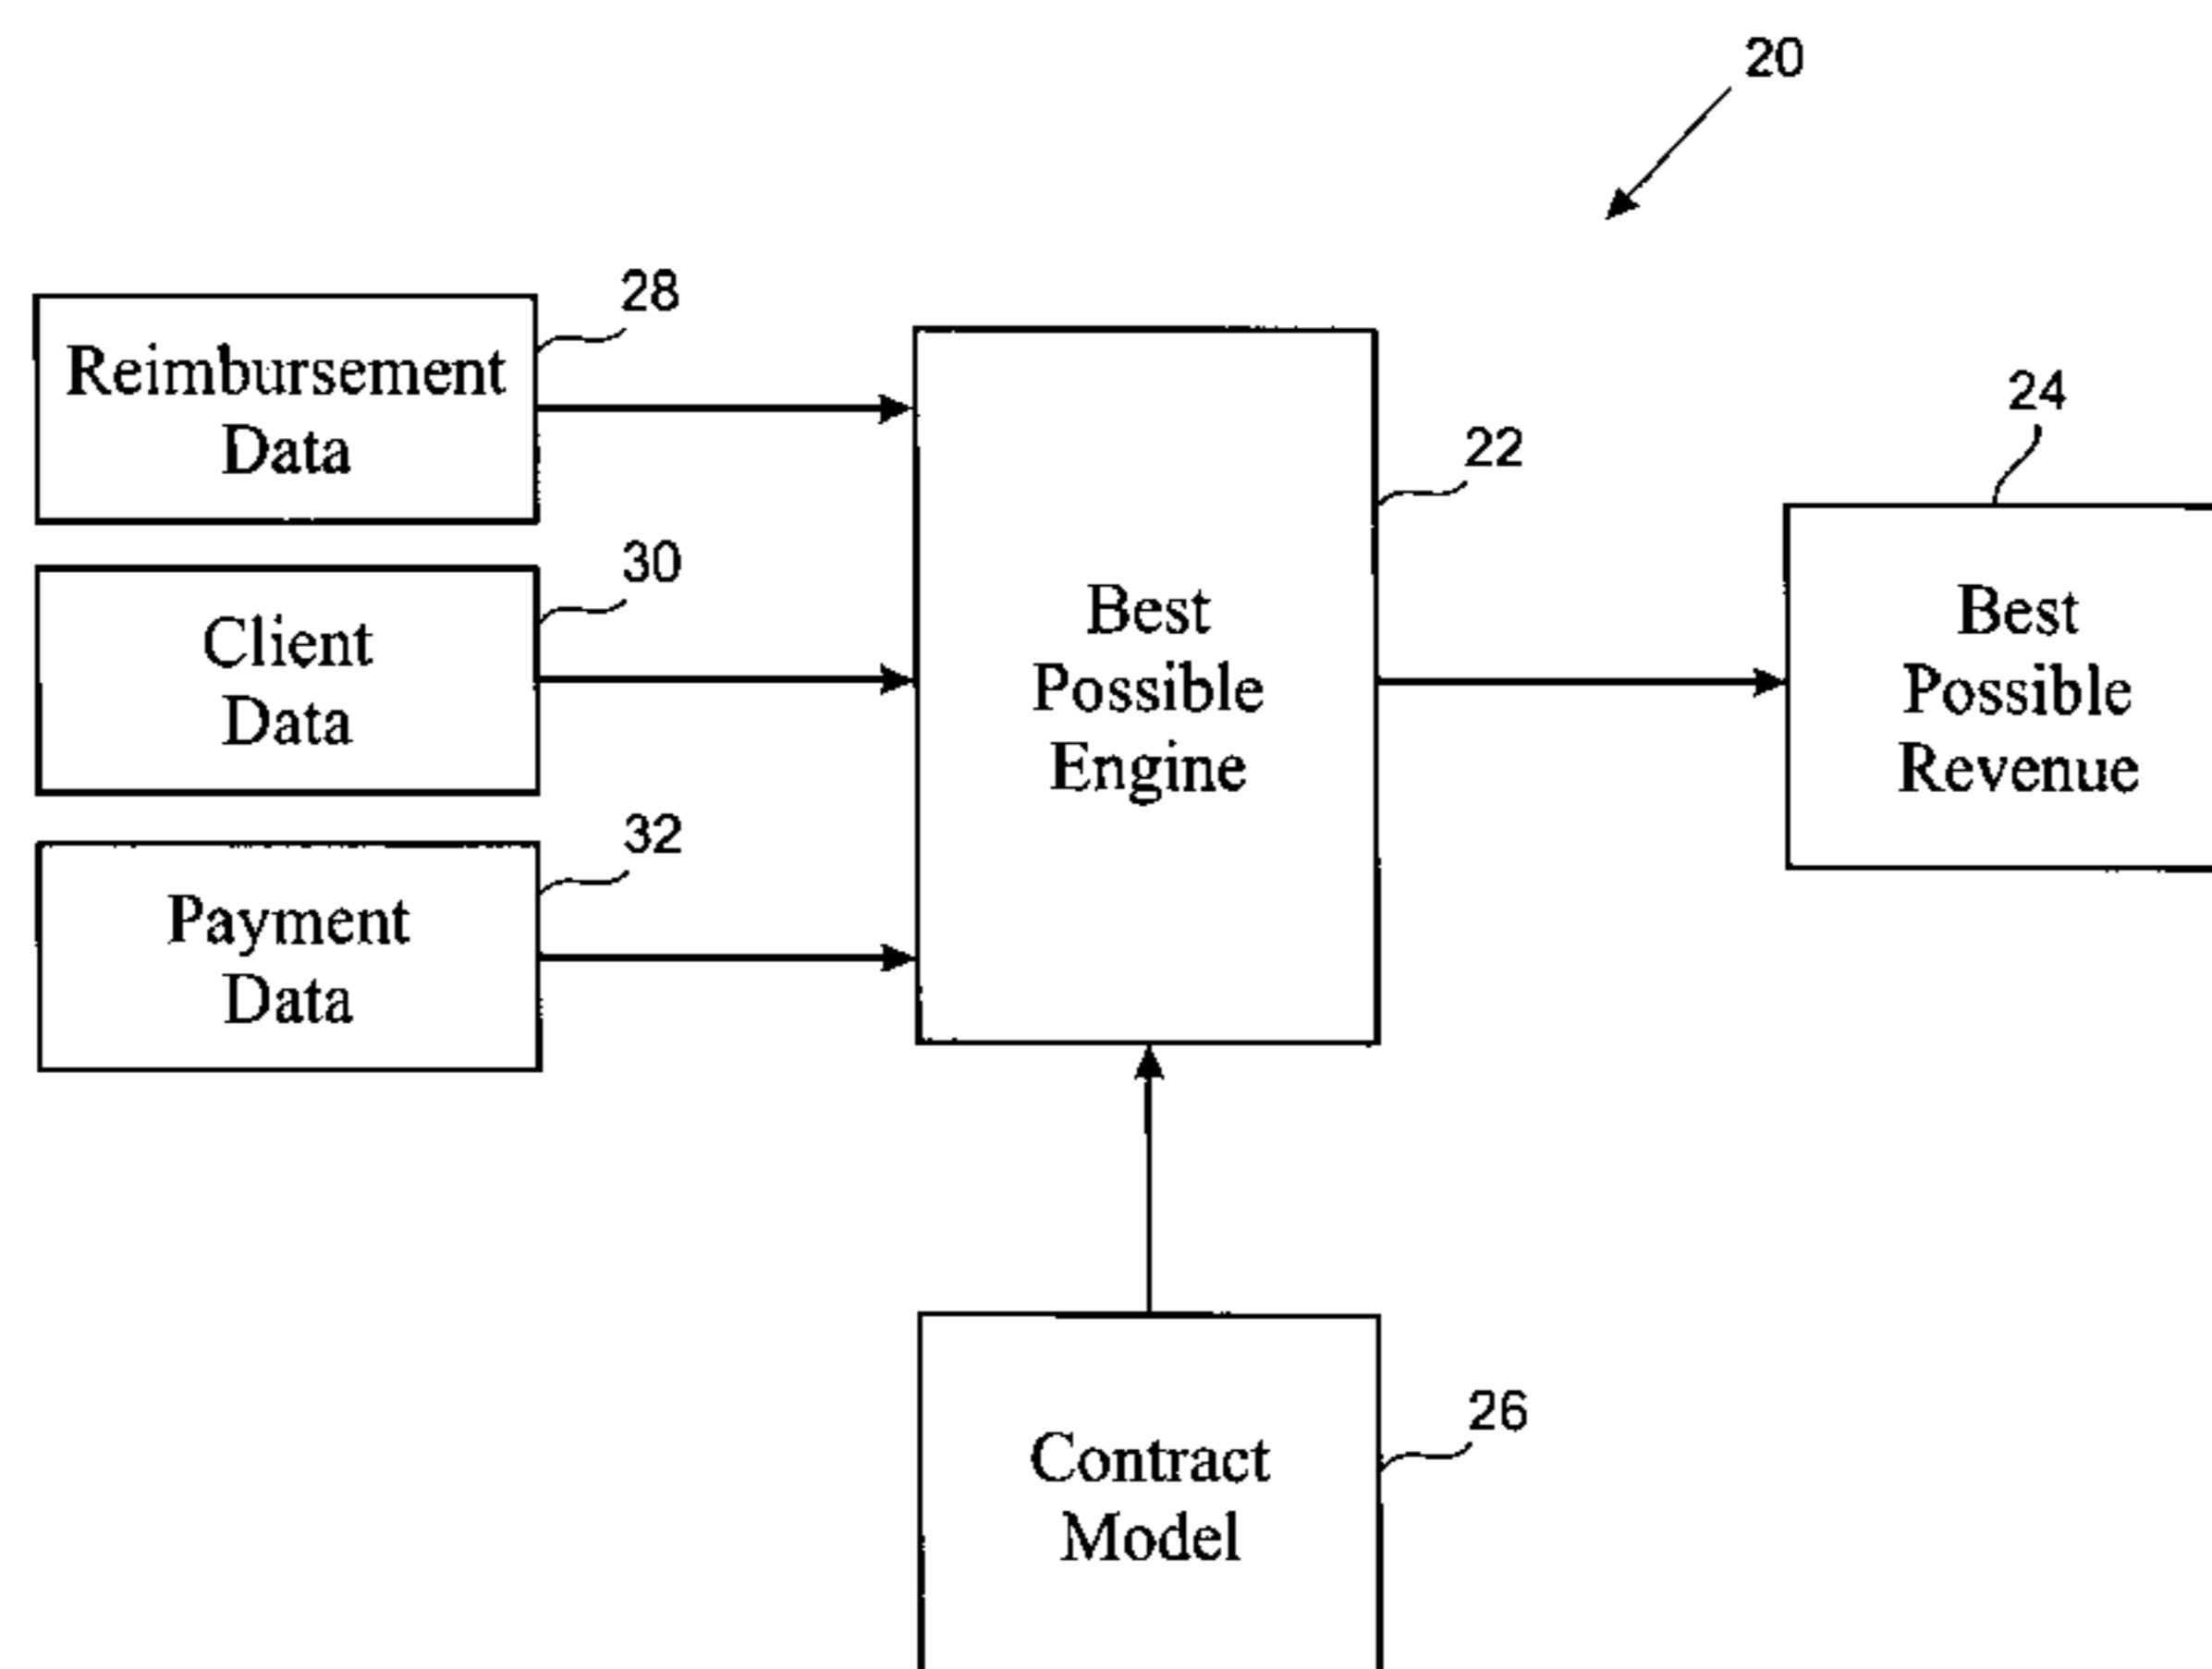 20
28
Reimbursement
Data
30
Client
Data
32
Payment
Data
22
Best
Possible
Engine
24
Best
Possible
Revenue
26
Contract
Model